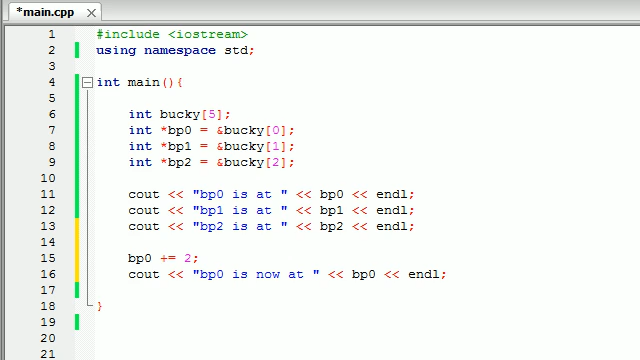 *main.cpp
1 #include <iostream>
2 using namespace std;
3
4 int main(){
5
6 int bucky[5];
7 int *bp0 = &bucky[0];
8 int *bp1 = &bucky[1];
9 int *bp2 = &bucky[2];
10
11 cout << "bp0 is at " << bp0 << endl;
12 cout << "bp1 is at " << bp1 << endl;
13 cout << "bp2 is at " << bp2 << endl;
14
15 bp0 += 2;
16 cout << "bp0 is now at " << bp0 << endl;
17
18 }
19
20
21